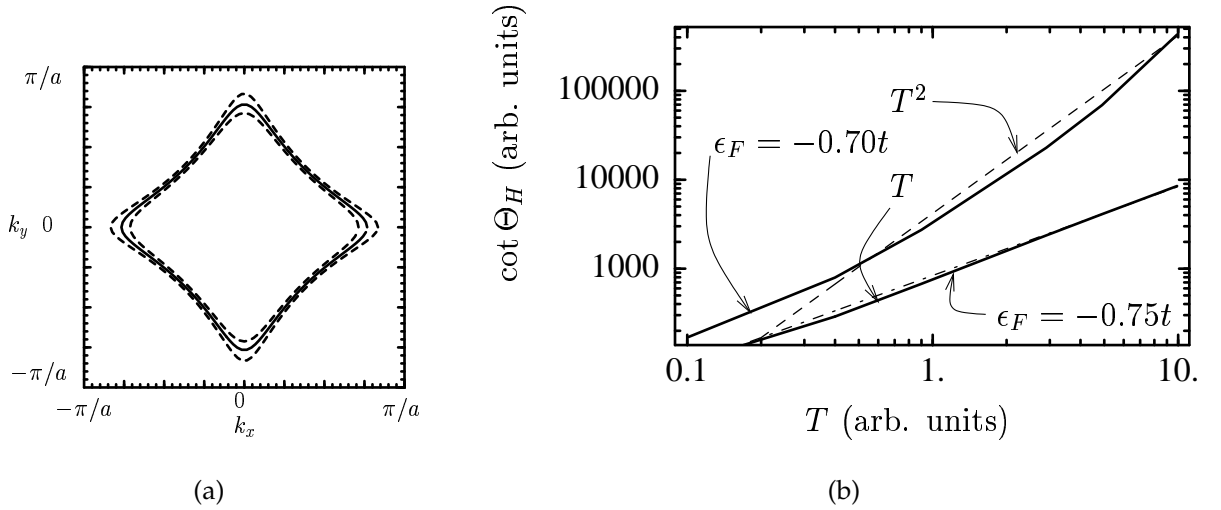 π/a
k_y 0
−π/a
−π/a 0 π/a
k_x
(a)
cot Θ_H (arb. units)
100000
10000
1000
T^2
ϵ_F = −0.70t
T
ϵ_F = −0.75t
0.1 1. 10.
T (arb. units)
(b)